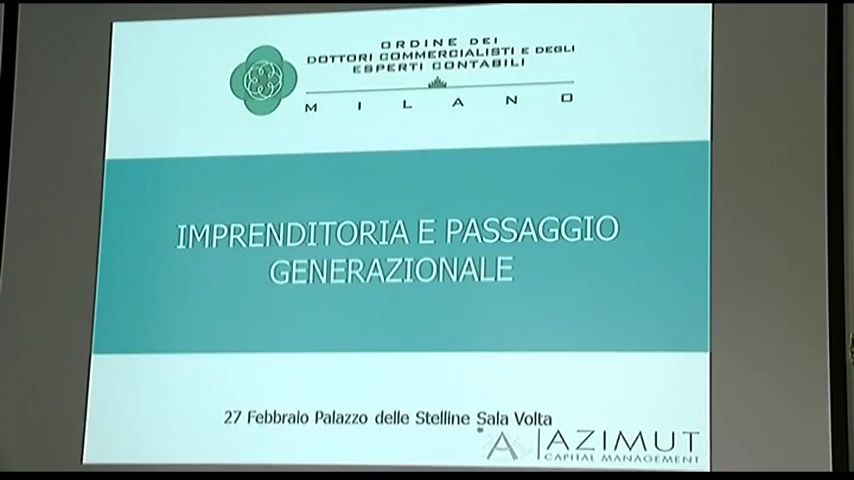 ORDINE DEI
DOTTORI COMMERCIALISTI E DEGLI
ESPERTI CONTABILI
MILANO
IMPRENDITORIA E PASSAGGIO
GENERAZIONALE
27 Febbraio Palazzo delle Stelline Sala Volta
AZIMUT
CAPITAL MANAGEMENT